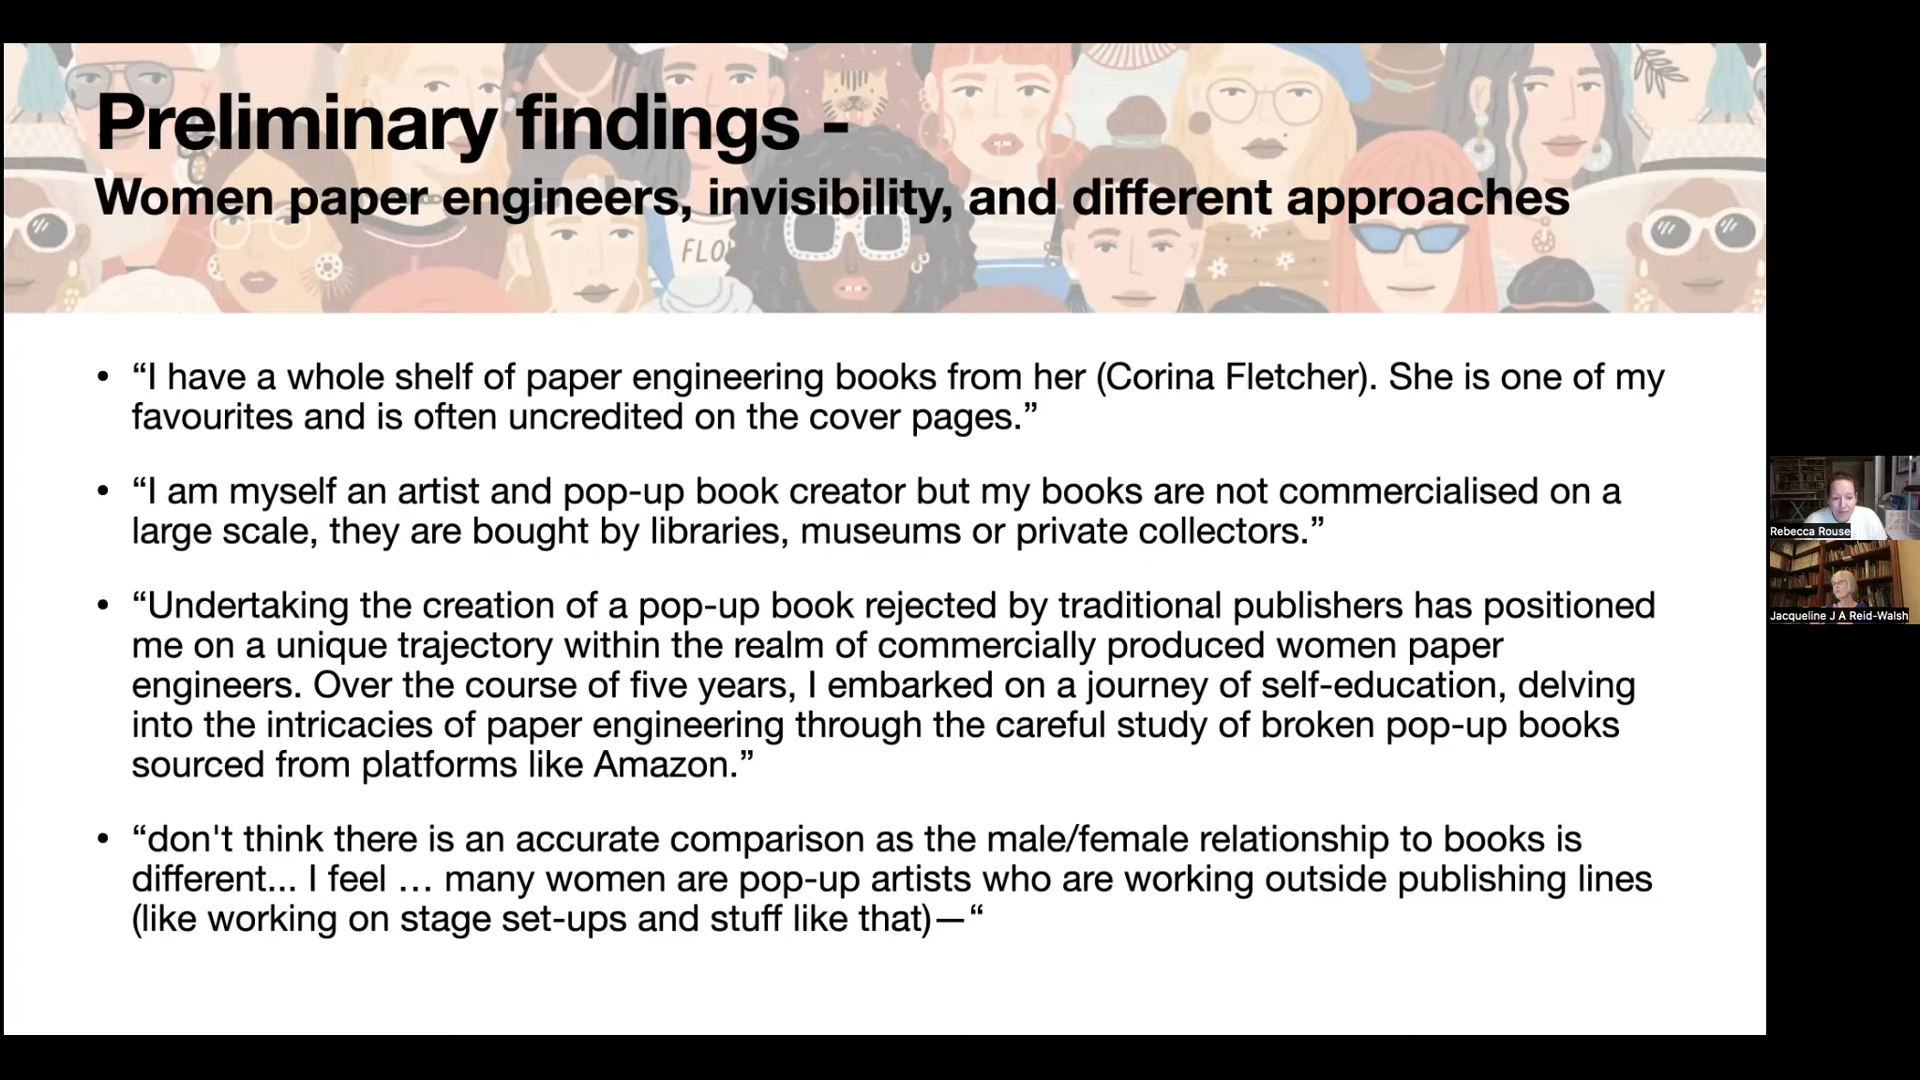 Preliminary findings -
Women paper engineers, invisibility, and different approaches
FLO
• “I have a whole shelf of paper engineering books from her (Corina Fletcher). She is one of my
favourites and is often uncredited on the cover pages.”
• “I am myself an artist and pop-up book creator but my books are not commercialised on a
large scale, they are bought by libraries, museums or private collectors.”
• “Undertaking the creation of a pop-up book rejected by traditional publishers has positioned
me on a unique trajectory within the realm of commercially produced women paper
engineers. Over the course of five years, I embarked on a journey of self-education, delving
into the intricacies of paper engineering through the careful study of broken pop-up books
sourced from platforms like Amazon.”
• “don't think there is an accurate comparison as the male/female relationship to books is
different... I feel … many women are pop-up artists who are working outside publishing lines
(like working on stage set-ups and stuff like that)—“
Rebecca Rouse
Jacqueline J A Reid-Walsh